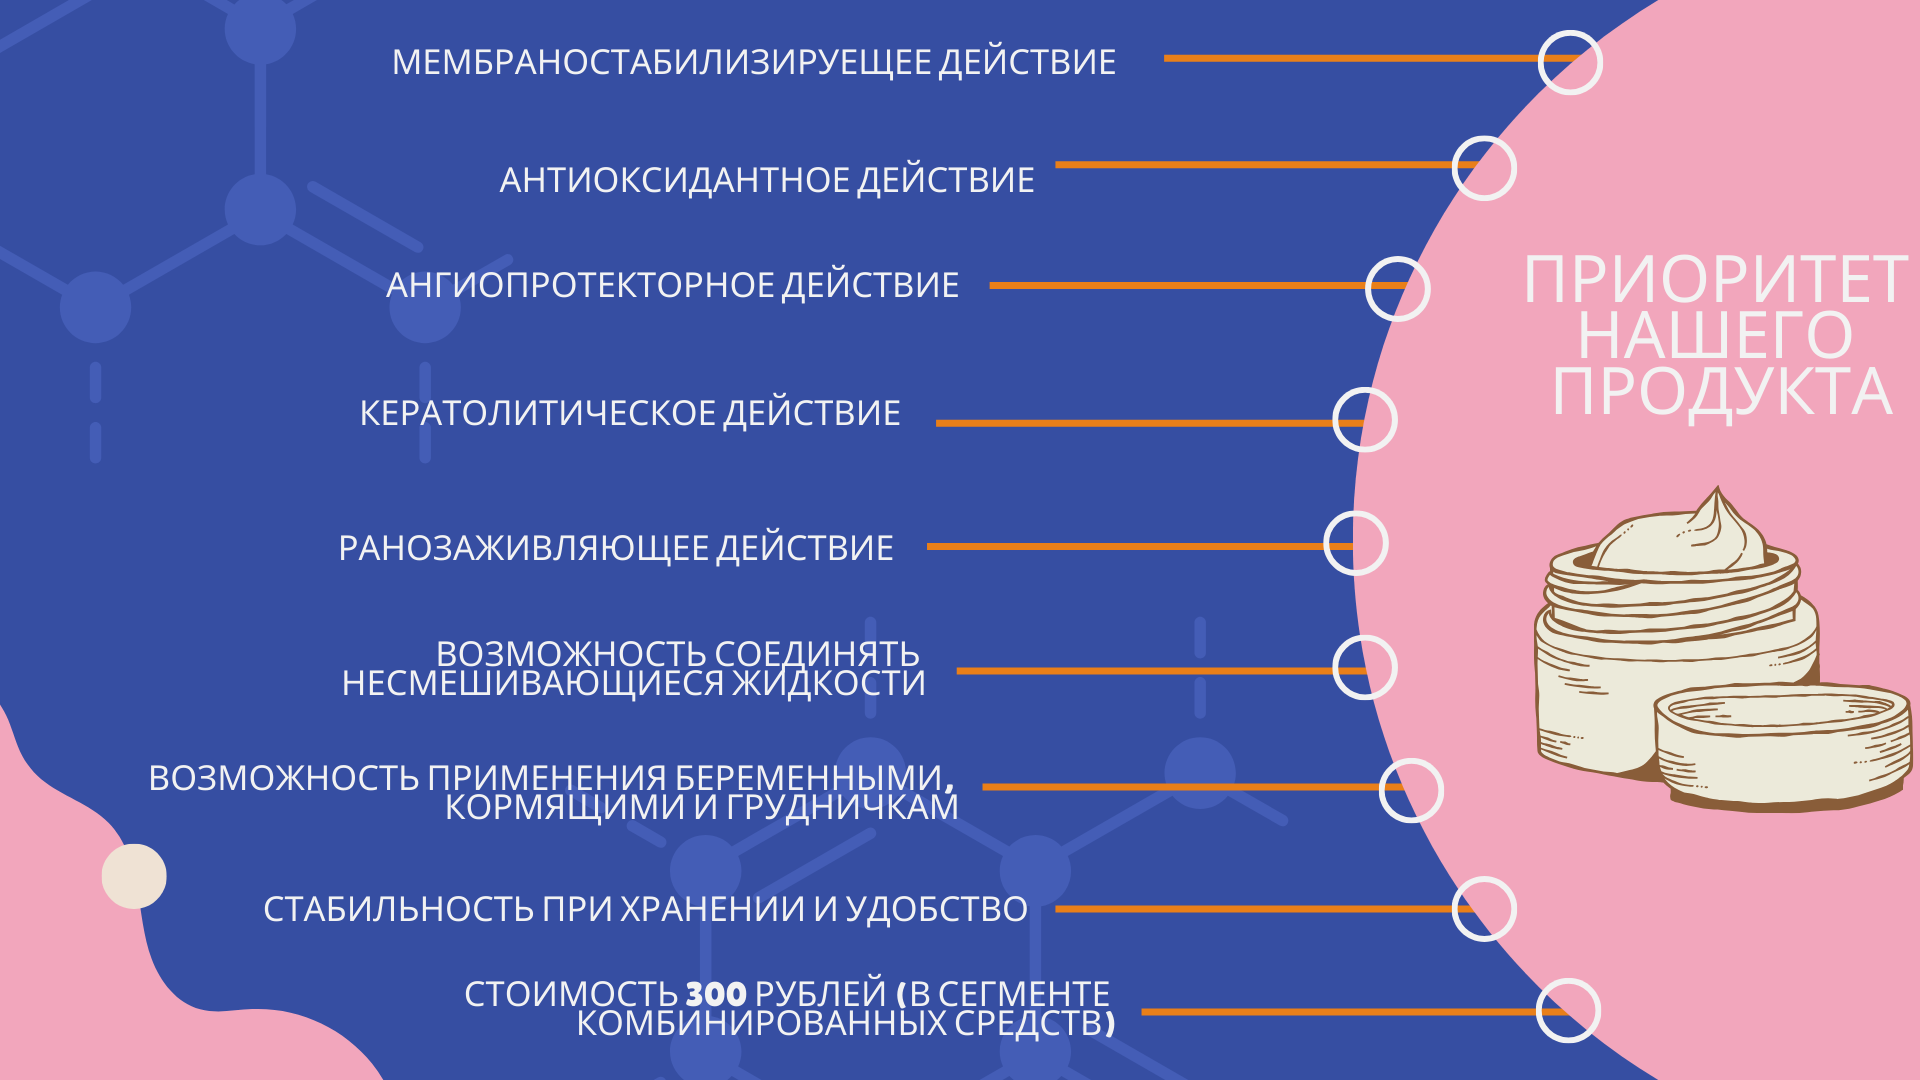 МЕМБРАНОСТАБИЛИЗИРУЕЩЕЕ ДЕЙСТВИЕ
АНТИОКСИДАНТНОЕ ДЕЙСТВИЕ
АНГИОПРОТЕКТОРНОЕ ДЕЙСТВИЕ
КЕРАТОЛИТИЧЕСКОЕ ДЕЙСТВИЕ
РАНОЗАЖИВЛЯЮЩЕЕ ДЕЙСТВИЕ
ВОЗМОЖНОСТЬ СОЕДИНЯТЬ
НЕСМЕШИВАЮЩИЕСЯ ЖИДКОСТИ
ВОЗМОЖНОСТЬ ПРИМЕНЕНИЯ БЕРЕМЕННЫМИ,
КОРМЯЩИМИ И ГРУДНИЧКАМ
СТАБИЛЬНОСТЬ ПРИ ХРАНЕНИИ И УДОБСТВО
СТОИМОСТЬ 300 РУБЛЕЙ (В СЕГМЕНТЕ
КОМБИНИРОВАННЫХ СРЕДСТВ)
ПРИОРИТЕТ
НАШЕГО
ПРОДУКТА